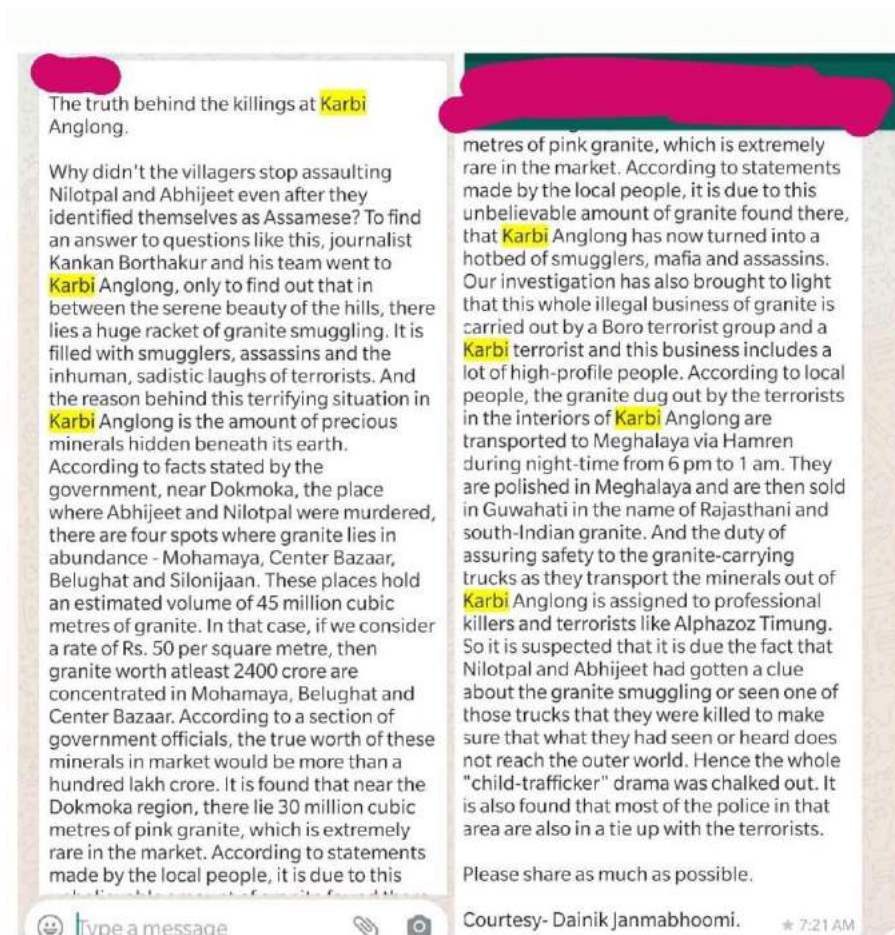 The truth behind the killings at Karbi
Anglong.
Why didn't the villagers stop assaulting
Nilotpal and Abhijeet even after they
identified themselves as Assamese? To find
an answer to questions like this, journalist
Kankan Borthakur and his team went to
Karbi Anglong, only to find out that in
between the serene beauty of the hills, there
lies a huge racket of granite smuggling. It is
filled with smugglers, assassins and the
inhuman, sadistic laughs of terrorists. And
the reason behind this terrifying situation in
Karbi Anglong is the amount of precious
minerals hidden beneath its earth.
According to facts stated by the
government, near Dokmoka, the place
where Abhijeet and Nilotpal were murdered,
there are four spots where granite lies in
abundance - Mohamaya, Center Bazaar,
Belughat and Silonijaan. These places hold
an estimated volume of 45 million cubic
metres of granite. In that case, if we consider
a rate of Rs. 50 per square metre, then
granite worth atleast 2400 crore are
concentrated in Mohamaya, Belughat and
Center Bazaar. According to a section of
government officials, the true worth of these
minerals in market would be more than a
hundred lakh crore. It is found that near the
Dokmoka region, there lie 30 million cubic
metres of pink granite, which is extremely
rare in the market. According to statements
made by the local people, it is due to this
Type a message
metres of pink granite, which is extremely
rare in the market. According to statements
made by the local people, it is due to this
unbelievable amount of granite found there,
that Karbi Anglong has now turned into a
hotbed of smugglers, mafia and assassins.
Our investigation has also brought to light
that this whole illegal business of granite is
carried out by a Boro terrorist group and a
Karbi terrorist and this business includes a
lot of high-profile people. According to local
people, the granite dug out by the terrorists
in the interiors of Karbi Anglong are
transported to Meghalaya via Hamren
during night-time from 6 pm to 1 am. They
are polished in Meghalaya and are then sold
in Guwahati in the name of Rajasthani and
south-Indian granite. And the duty of
assuring safety to the granite-carrying
trucks as they transport the minerals out of
Karbi Anglong is assigned to professional
killers and terrorists like Alphazoz Timung.
So it is suspected that it is due the fact that
Nilotpal and Abhijeet had gotten a clue
about the granite smuggling or seen one of
those trucks that they were killed to make
sure that what they had seen or heard does
not reach the outer world. Hence the whole
"child-trafficker" drama was chalked out. It
is also found that most of the police in that
area are also in a tie up with the terrorists.
Please share as much as possible.
Courtesy- Dainik Janmabhoomi.
★ 7:21 AM